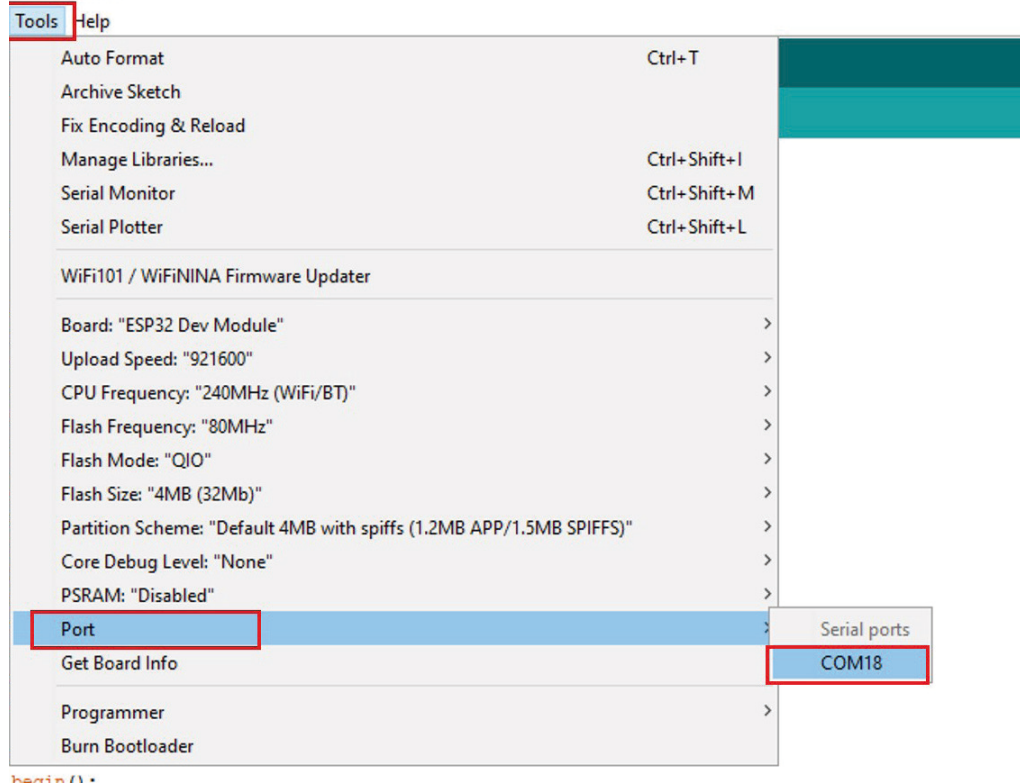 Tools Help
Auto Format Ctrl+T
Archive Sketch
Fix Encoding & Reload
Manage Libraries... Ctrl+Shift+I
Serial Monitor Ctrl+Shift+M
Serial Plotter Ctrl+Shift+L
WiFi101 / WiFiNINA Firmware Updater
Board: "ESP32 Dev Module"
Upload Speed: "921600"
CPU Frequency: "240MHz (WiFi/BT)"
Flash Frequency: "80MHz"
Flash Mode: "QIO"
Flash Size: "4MB (32Mb)"
Partition Scheme: "Default 4MB with spiffs (1.2MB APP/1.5MB SPIFFS)"
Core Debug Level: "None"
PSRAM: "Disabled"
Port Serial ports
Get Board Info COM18
Programmer
Burn Bootloader
begin();